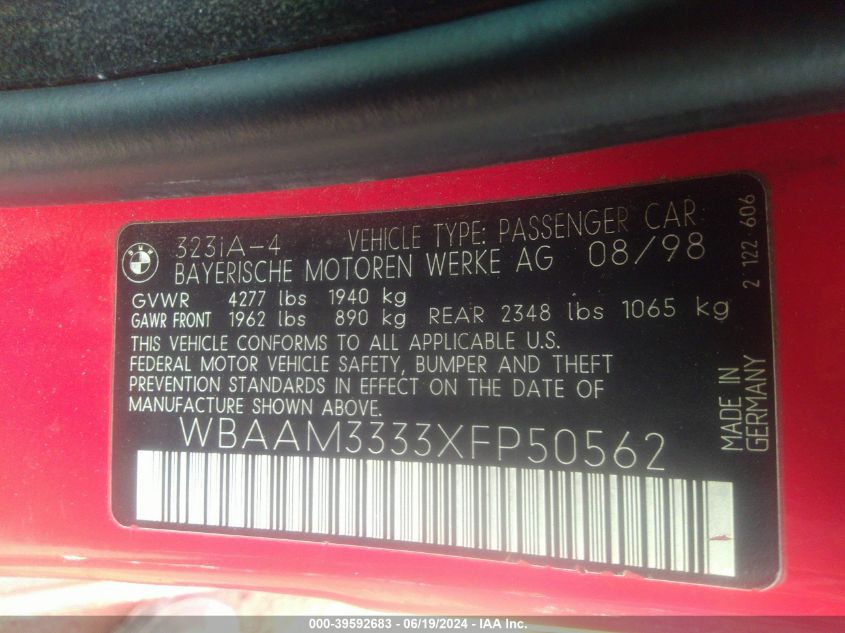 BMW
323iA-4 VEHICLE TYPE: PASSENGER CAR
BAYERISCHE MOTOREN WERKE AG 08/98
GVWR 4277 lbs 1940 kg
GAWR FRONT 1962 lbs 890 kg REAR 2348 lbs 1065 kg
THIS VEHICLE CONFORMS TO ALL APPLICABLE U.S.
FEDERAL MOTOR VEHICLE SAFETY, BUMPER AND THEFT
PREVENTION STANDARDS IN EFFECT ON THE DATE OF
MANUFACTURE SHOWN ABOVE.
WBAAM3333XFP50562
2 122 606
MADE IN
GERMANY
000-39592683 / 06/19/2024 - IAA Inc.